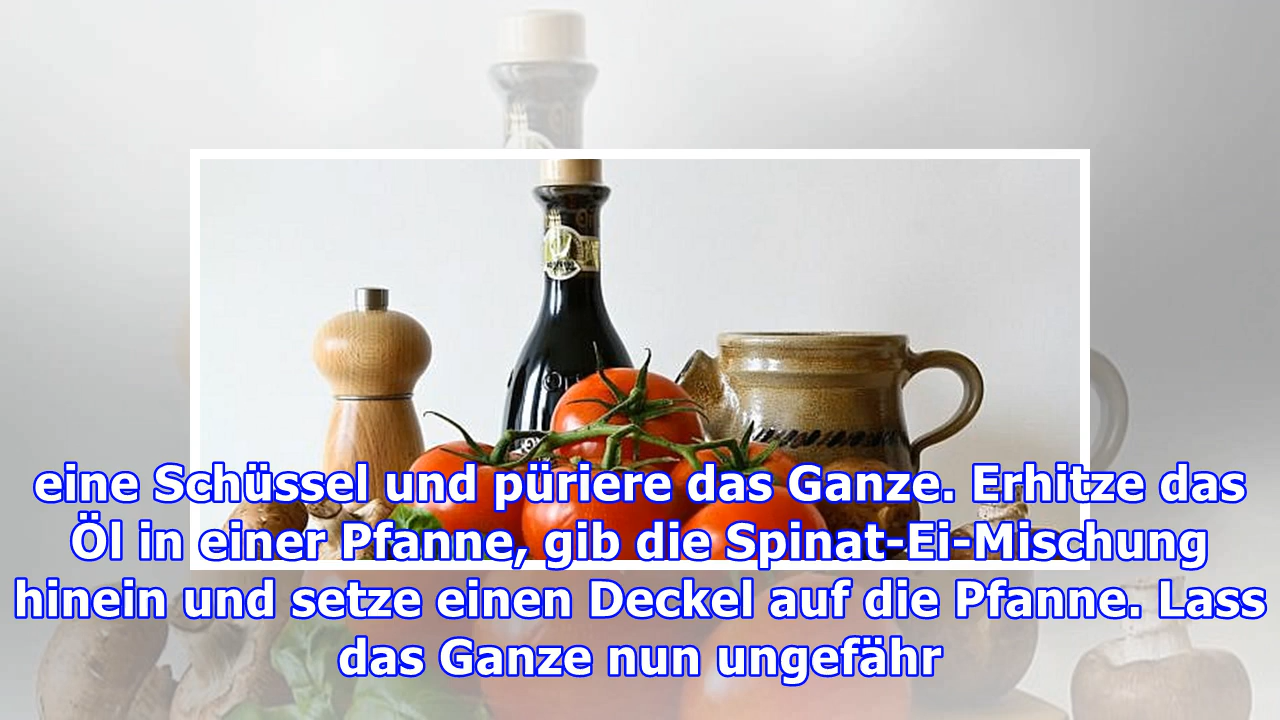 eine Schüssel und püriere das Ganze. Erhitze das
Öl in einer Pfanne, gib die Spinat-Ei-Mischung
hinein und setze einen Deckel auf die Pfanne. Lass
das Ganze nun ungefähr